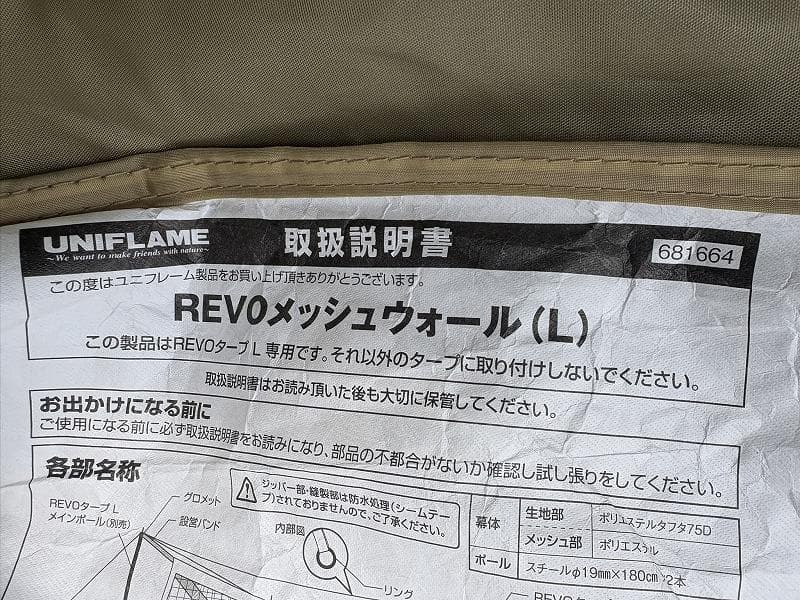 UNIFLAME 取扱説明書 681664
~We want to make friends with nature~
この度はユニフレーム製品をお買い上げ頂きありがとうございます。
REVOメッシュウォール(L)
この製品はREVOタープL専用です。それ以外のタープに取り付けしないでください。
取扱説明書はお読み頂いた後も大切に保管してください。
お出かけになる前に
ご使用になる前に必ず取扱説明書をお読みになり、部品の不都合がないか確認し試し張りをしてください。
各部名称
REVOタープL
メインポール(別売)
グロメット
設営バンド
ジッパー部・縫製部は防水処理(シームテー
プ)されておりませんので、ご了承ください。
内部図
リング
幕体 生地部 ポリエステルタフタ75D
メッシュ部 ポリエステル
ポール スチールφ19mm×180cm 2本